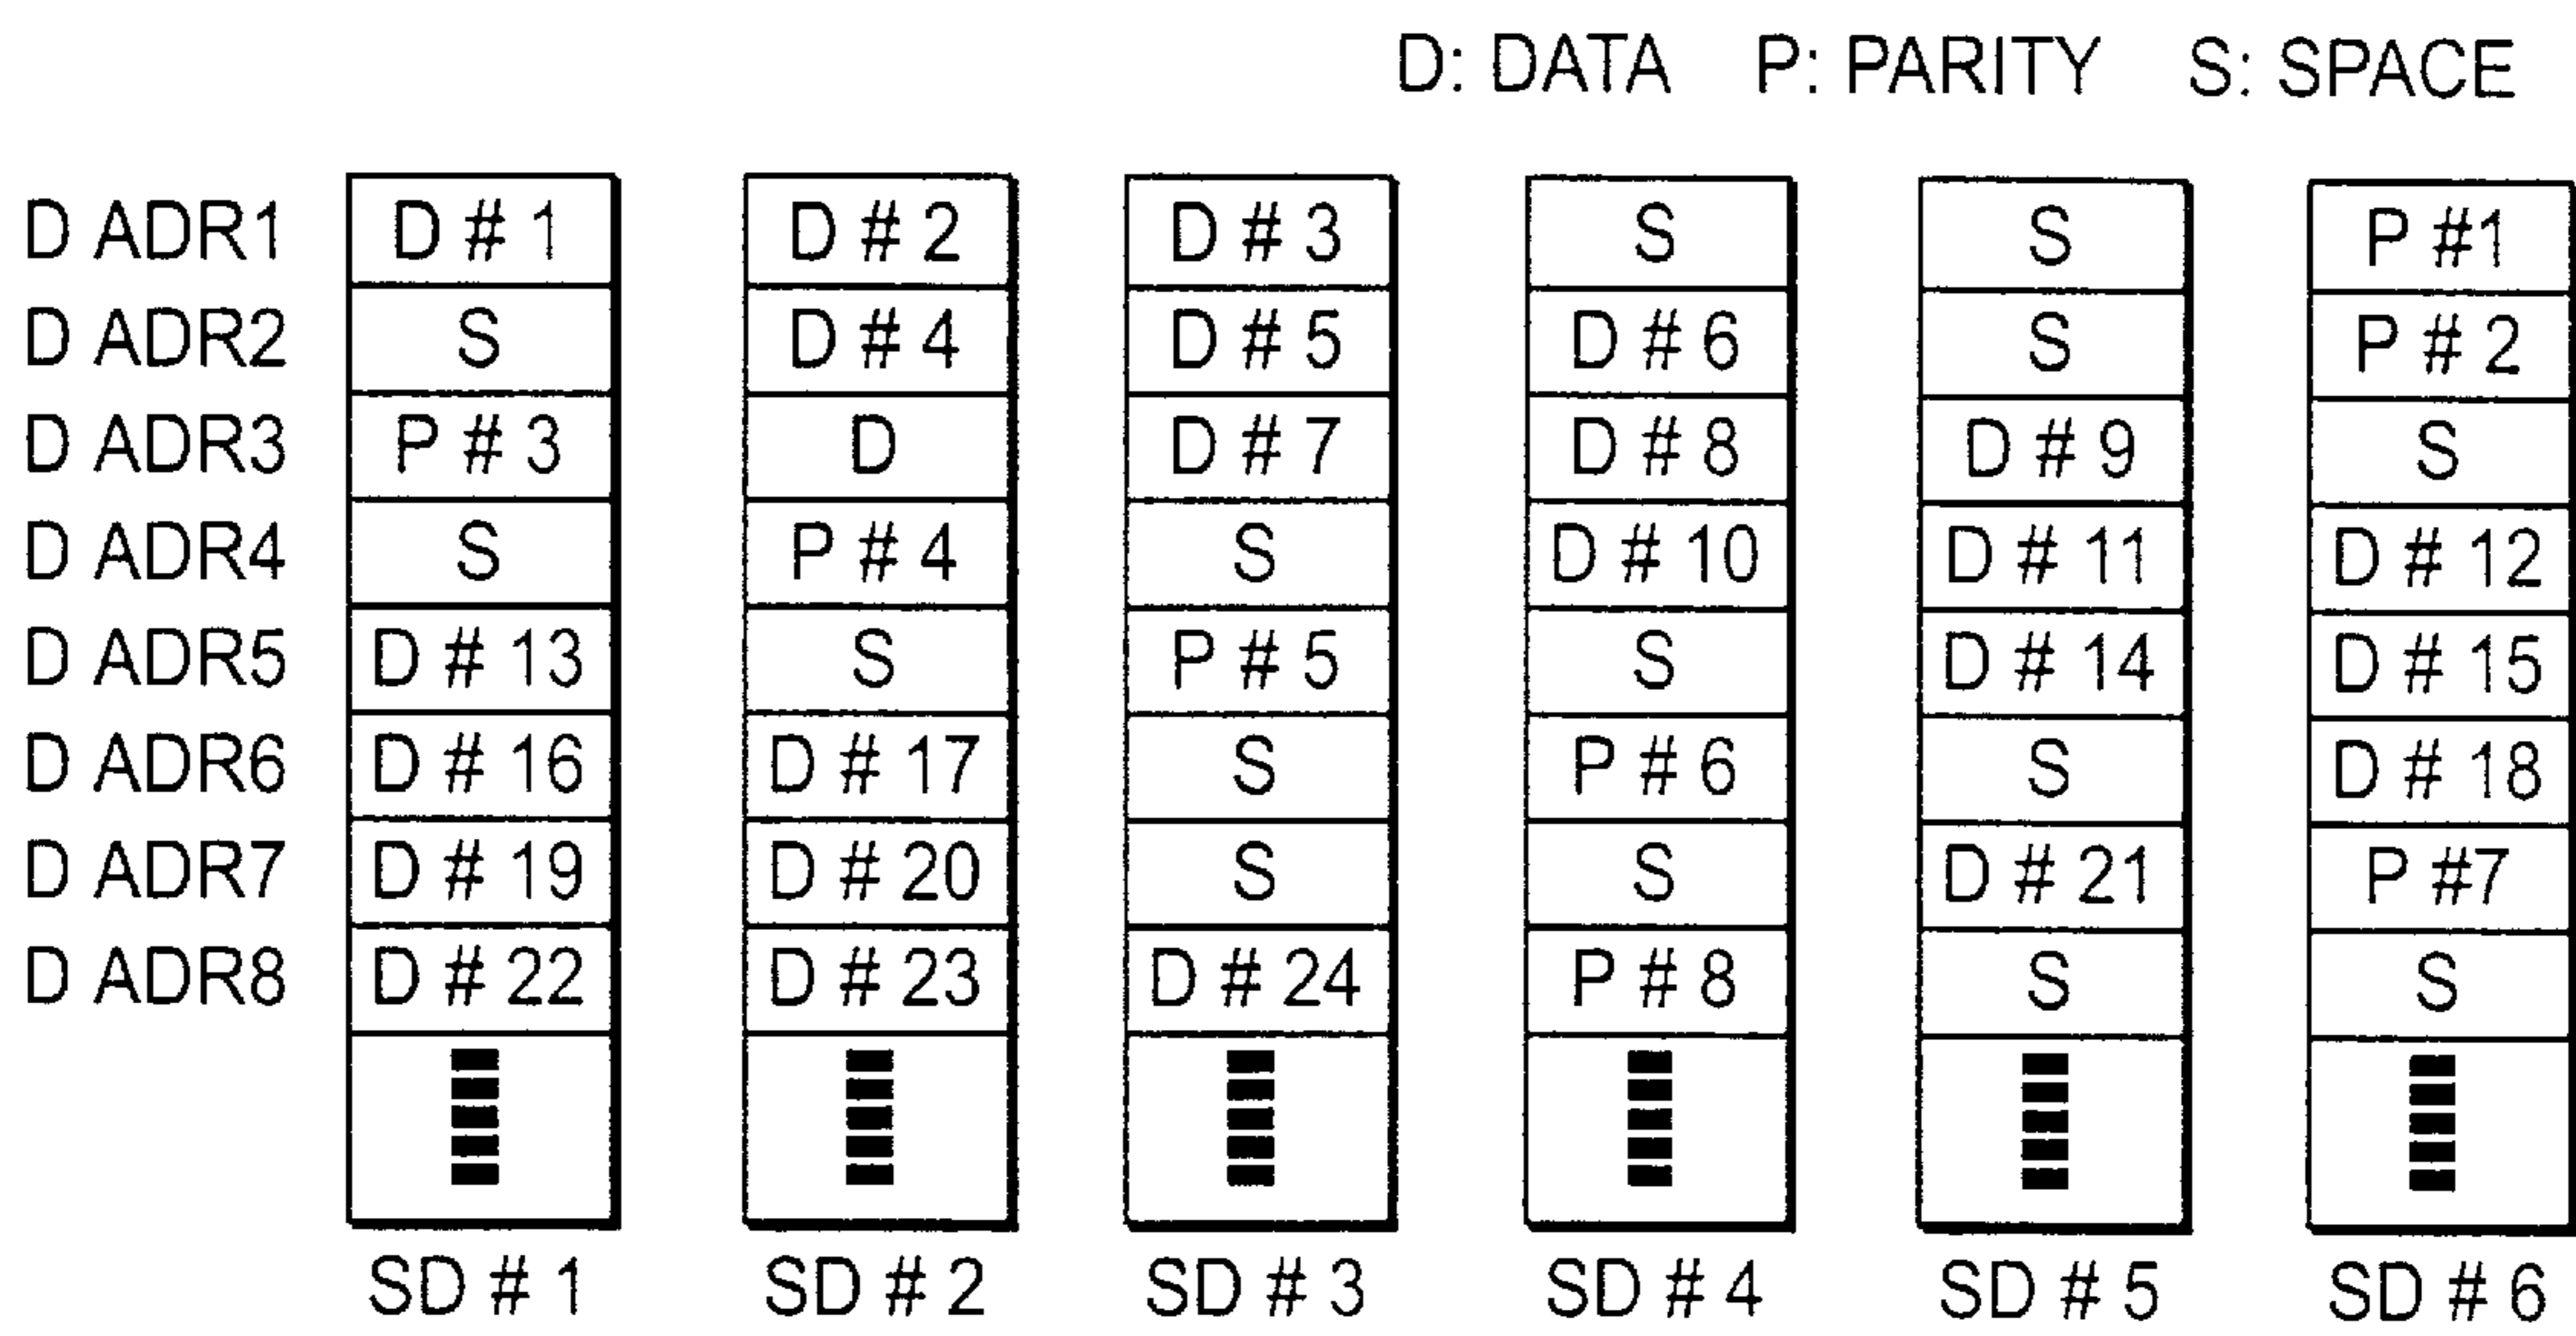 D: DATA P: PARITY S: SPACE
D ADR1 D # 1 D # 2 D # 3 S S P #1
D ADR2 S D # 4 D # 5 D # 6 S P # 2
D ADR3 P # 3 D D # 7 D # 8 D # 9 S
D ADR4 S P # 4 S D # 10 D # 11 D # 12
D ADR5 D # 13 S P # 5 S D # 14 D # 15
D ADR6 D # 16 D # 17 S P # 6 S D # 18
D ADR7 D # 19 D # 20 S S D # 21 P #7
D ADR8 D # 22 D # 23 D # 24 P # 8 S S
SD # 1 SD # 2 SD # 3 SD # 4 SD # 5 SD # 6